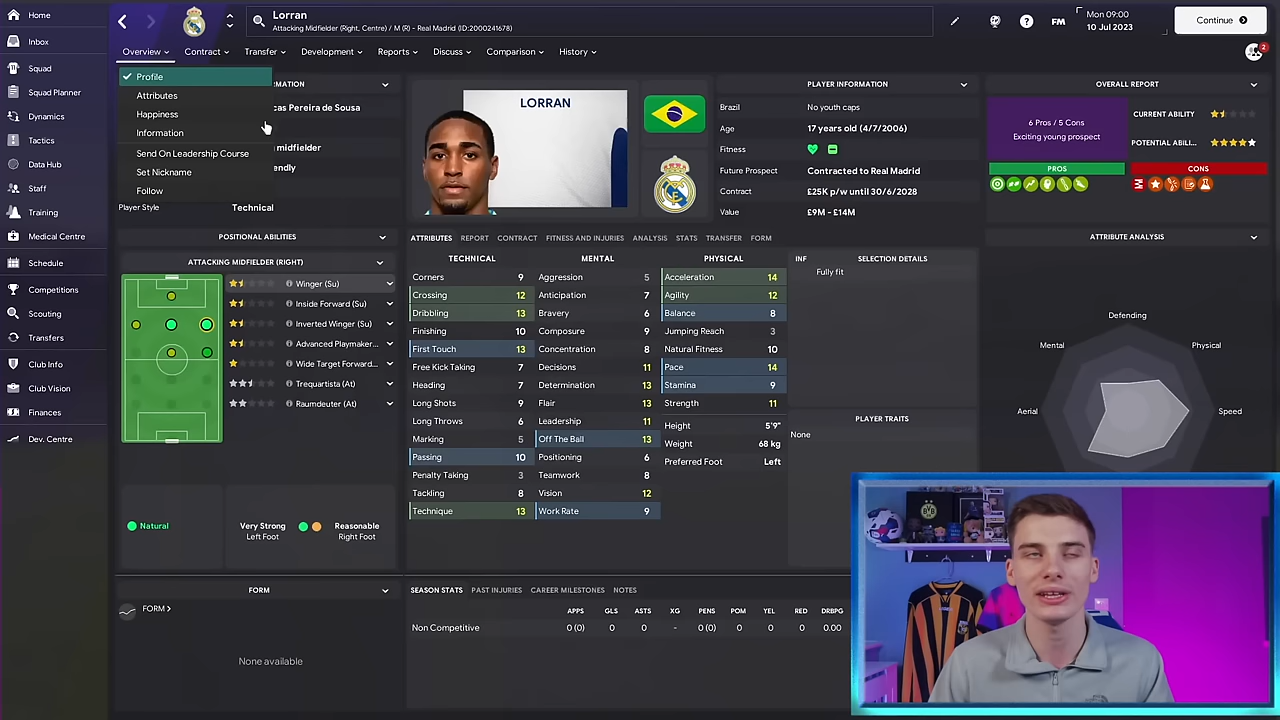 Home
Inbox
Squad
Squad Planner
Dynamics
Tactics
Data Hub
Staff
Training
Medical Centre
Schedule
Competitions
Scouting
Transfers
Club Info
Club Vision
Finances
Dev. Centre
Lorran
Attacking Midfielder (Right, Centre) / M (R) - Real Madrid (ID:2000241678)
FM
Mon 09:00
10 Jul 2023
Continue
2
Overview Contract Transfer Development Reports Discuss Comparison History
Profile
Attributes
Happiness
Information
Send On Leadership Course
Set Nickname
Follow
MATION
cas Pereira de Sousa
midfielder
endly
Player Style Technical
LORRAN
PLAYER INFORMATION
Brazil No youth caps
Age 17 years old (4/7/2006)
Fitness
Future Prospect Contracted to Real Madrid
Contract £25K p/w until 30/6/2028
Value £9M - £14M
OVERALL REPORT
6 Pros / 5 Cons
Exciting young prospect
CURRENT ABILITY
POTENTIAL ABILI...
PROS CONS
POSITIONAL ABILITIES
ATTACKING MIDFIELDER (RIGHT)
Winger (Su)
Inside Forward (Su)
Inverted Winger (Su)
Advanced Playmaker...
Wide Target Forward...
Trequartista (At)
Raumdeuter (At)
Natural
Very Strong
Left Foot
Reasonable
Right Foot
ATTRIBUTES REPORT CONTRACT FITNESS AND INJURIES ANALYSIS STATS TRANSFER FORM
TECHNICAL
Corners 9
Crossing 12
Dribbling 13
Finishing 10
First Touch 13
Free Kick Taking 7
Heading 7
Long Shots 9
Long Throws 6
Marking 5
Passing 10
Penalty Taking 3
Tackling 8
Technique 13
MENTAL
Aggression 5
Anticipation 7
Bravery 6
Composure 9
Concentration 8
Decisions 11
Determination 13
Flair 13
Leadership 11
Off The Ball 13
Positioning 6
Teamwork 8
Vision 12
Work Rate 9
PHYSICAL
Acceleration 14
Agility 12
Balance 8
Jumping Reach 3
Natural Fitness 10
Pace 14
Stamina 9
Strength 11
Height 5'9"
Weight 68 kg
Preferred Foot Left
INF SELECTION DETAILS
Fully fit
PLAYER TRAITS
None
ATTRIBUTE ANALYSIS
Defending
Mental Physical
Aerial Speed
FORM
FORM
None available
SEASON STATS PAST INJURIES CAREER MILESTONES NOTES
APPS GLS ASTS XG PENS POM YEL RED DRBPG
Non Competitive 0 (0) 0 0 - 0 (0) 0 0 0 0.00
BVB
09